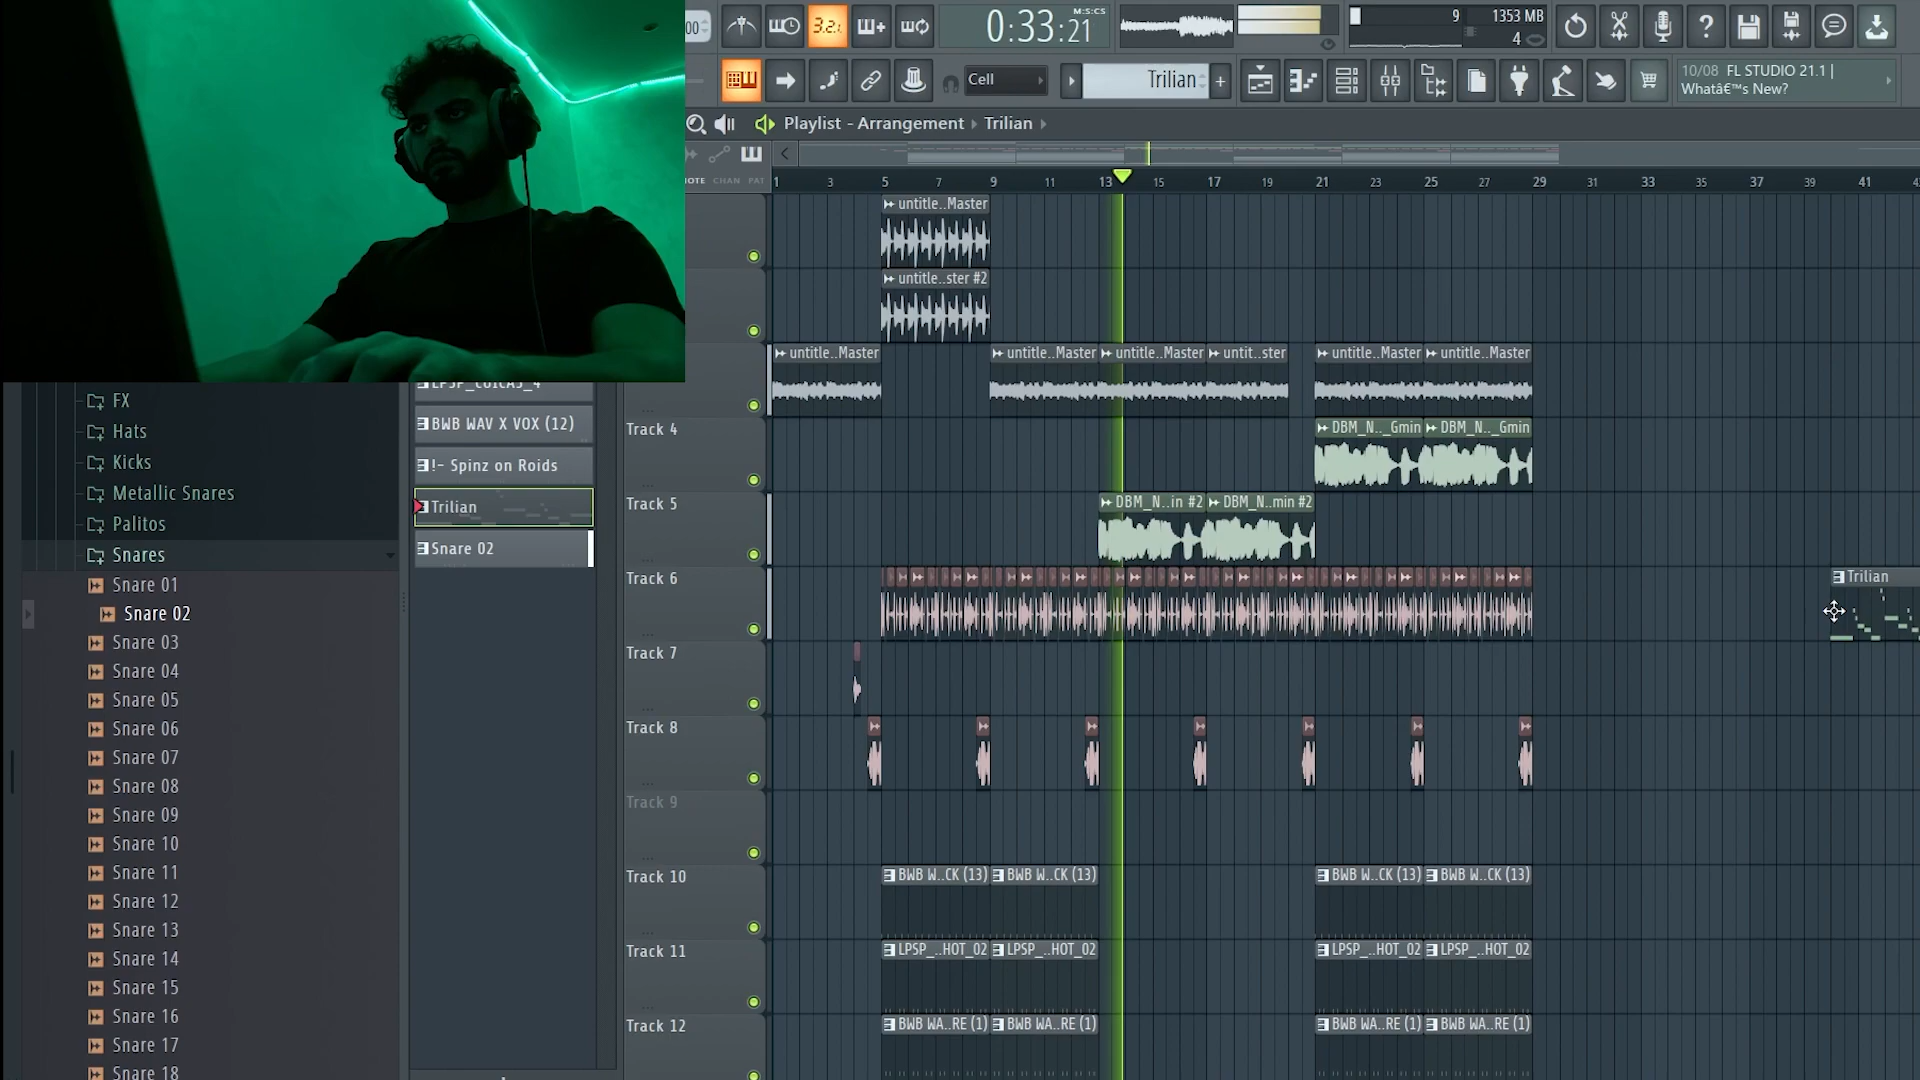 00
3.2.
0:33:21
M:S:CS
9
1353 MB
4
Cell
Trilian
10/08 FL STUDIO 21.1 |
Whatâ€™s New?
Playlist - Arrangement
Trilian
CHAN
PAT
1 3 5 7 9 11 13 15 17 19 21 23 25 27 29 31 33 35 37 39 41
untitle..Master
untitle..ster #2
untitle..Master
untitle..Master
untitle..Master
untit..ster
untitle..Master
untitle..Master
FX
Hats
Kicks
Metallic Snares
Palitos
Snares
Snare 01
Snare 02
Snare 03
Snare 04
Snare 05
Snare 06
Snare 07
Snare 08
Snare 09
Snare 10
Snare 11
Snare 12
Snare 13
Snare 14
Snare 15
Snare 16
Snare 17
Snare 18
BWB WAV X VOX (12)
!- Spinz on Roids
Trilian
Snare 02
Track 4
DBM_N.._Gmin
DBM_N.._Gmin
Track 5
DBM_N..in #2
DBM_N..min #2
Track 6
Trilian
Track 7
Track 8
Track 9
Track 10
BWB W..CK (13)
BWB W..CK (13)
BWB W..CK (13)
BWB W..CK (13)
Track 11
LPSP_..HOT_02
LPSP_..HOT_02
LPSP_..HOT_02
LPSP_..HOT_02
Track 12
BWB WA..RE (1)
BWB WA..RE (1)
BWB WA..RE (1)
BWB WA..RE (1)